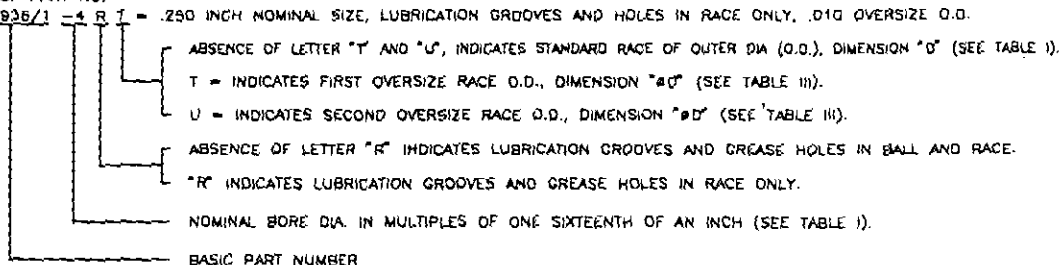 936/1 -4 R T = .250 INCH NOMINAL SIZE, LUBRICATION GROOVES AND HOLES IN RACE ONLY, .010 OVERSIZE O.D.
ABSENCE OF LETTER "T" AND "U", INDICATES STANDARD RACE OF OUTER DIA (O.D.), DIMENSION "D" (SEE TABLE I).
T = INDICATES FIRST OVERSIZE RACE O.D., DIMENSION "øD" (SEE TABLE III).
U = INDICATES SECOND OVERSIZE RACE O.D., DIMENSION "øD" (SEE TABLE III).
ABSENCE OF LETTER "R" INDICATES LUBRICATION GROOVES AND GREASE HOLES IN BALL AND RACE.
"R" INDICATES LUBRICATION GROOVES AND GREASE HOLES IN RACE ONLY.
NOMINAL BORE DIA. IN MULTIPLES OF ONE SIXTEENTH OF AN INCH (SEE TABLE I).
BASIC PART NUMBER